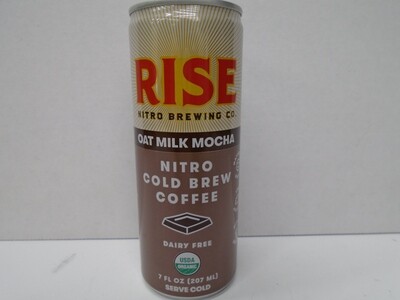 RISE
NITRO BREWING CO.
OAT MILK MOCHA
NITRO
COLD BREW
COFFEE
DAIRY FREE
USDA
ORGANIC
7 FL OZ (207 ML)
SERVE COLD